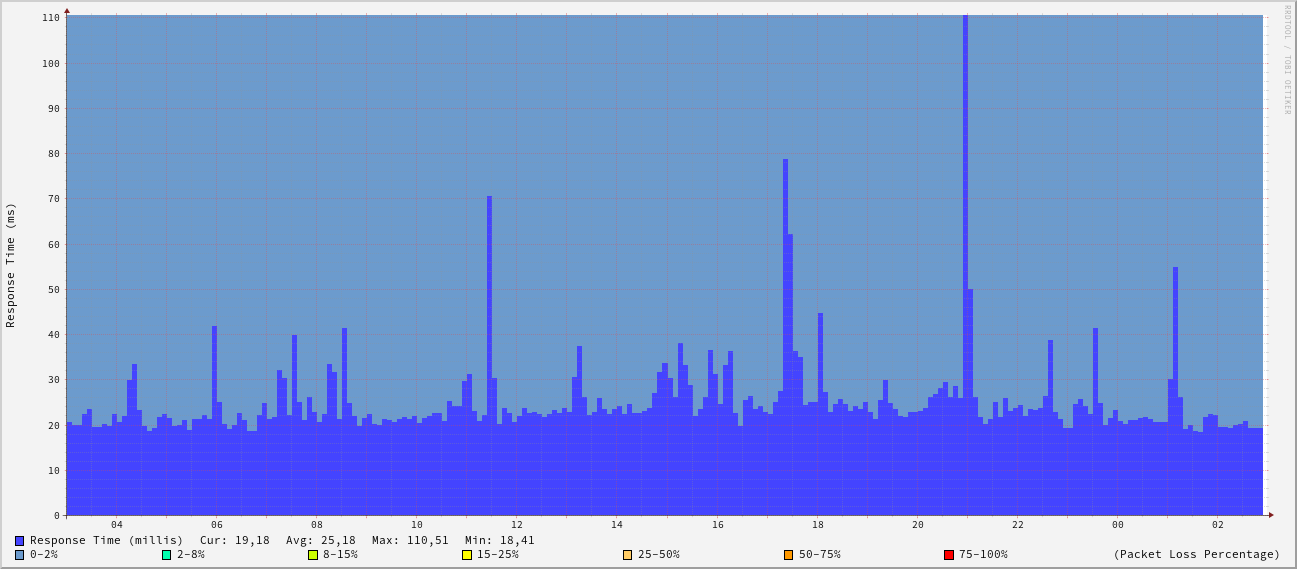 RRDTOOL / TOBI OETIKER
Response Time (ms)
110
100
90
80
70
60
50
40
30
20
10
0
04 06 08 10 12 14 16 18 20 22 00 02
Response Time (millis) Cur: 19,18 Avg: 25,18 Max: 110,51 Min: 18,41
0-2% 2-8% 8-15% 15-25% 25-50% 50-75% 75-100% (Packet Loss Percentage)